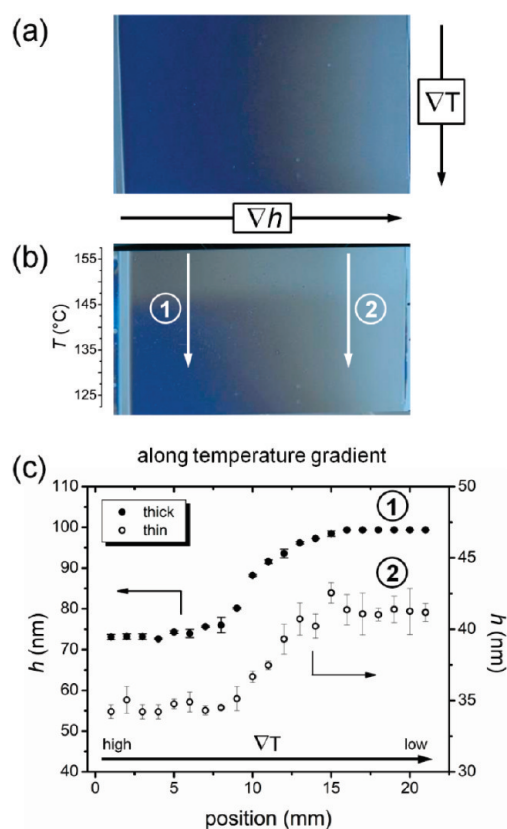 (a)
∇T
∇h
(b)
155
145
135
125
T (°C)
1
2
(c)
along temperature gradient
110
100
90
80
70
60
50
40
h (nm)
thick
thin
1
2
50
45
40
35
30
h (nm)
high
∇T
low
0
5
10
15
20
position (mm)